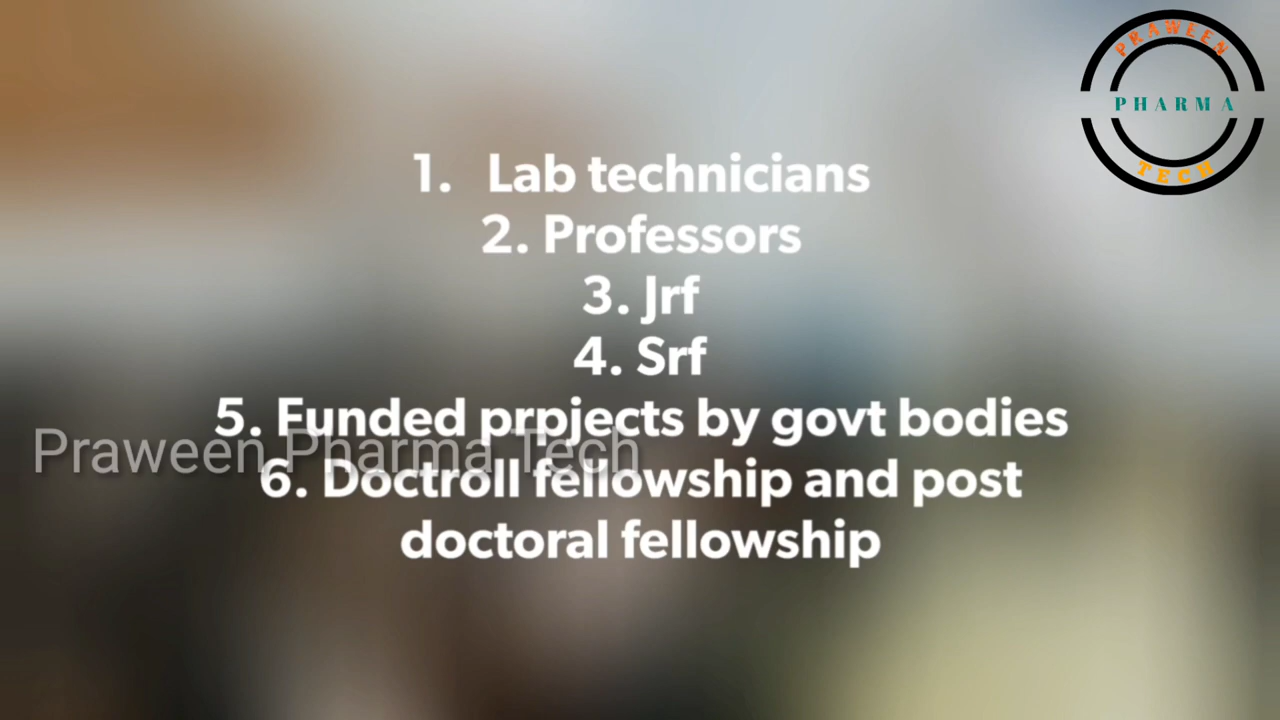 PRAWEEN
PHARMA
TECH
1. Lab technicians
2. Professors
3. Jrf
4. Srf
5. Funded prpjects by govt bodies
Praween Pharma Tech
6. Doctroll fellowship and post
doctoral fellowship